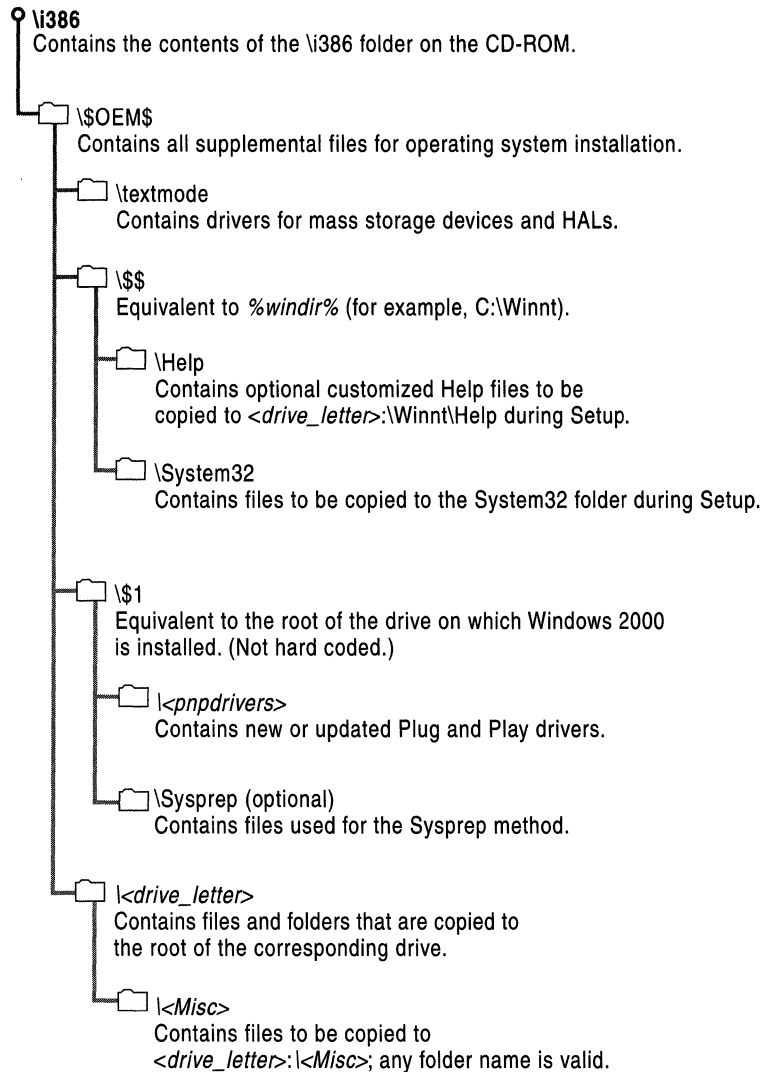 \i386
Contains the contents of the \i386 folder on the CD-ROM.
\$OEM$
Contains all supplemental files for operating system installation.
\textmode
Contains drivers for mass storage devices and HALs.
\$$
Equivalent to %windir% (for example, C:\Winnt).
\Help
Contains optional customized Help files to be
copied to <drive_letter>:\Winnt\Help during Setup.
\System32
Contains files to be copied to the System32 folder during Setup.
\$1
Equivalent to the root of the drive on which Windows 2000
is installed. (Not hard coded.)
\<pnpdrivers>
Contains new or updated Plug and Play drivers.
\Sysprep (optional)
Contains files used for the Sysprep method.
\<drive_letter>
Contains files and folders that are copied to
the root of the corresponding drive.
\<Misc>
Contains files to be copied to
<drive_letter>:\<Misc>; any folder name is valid.